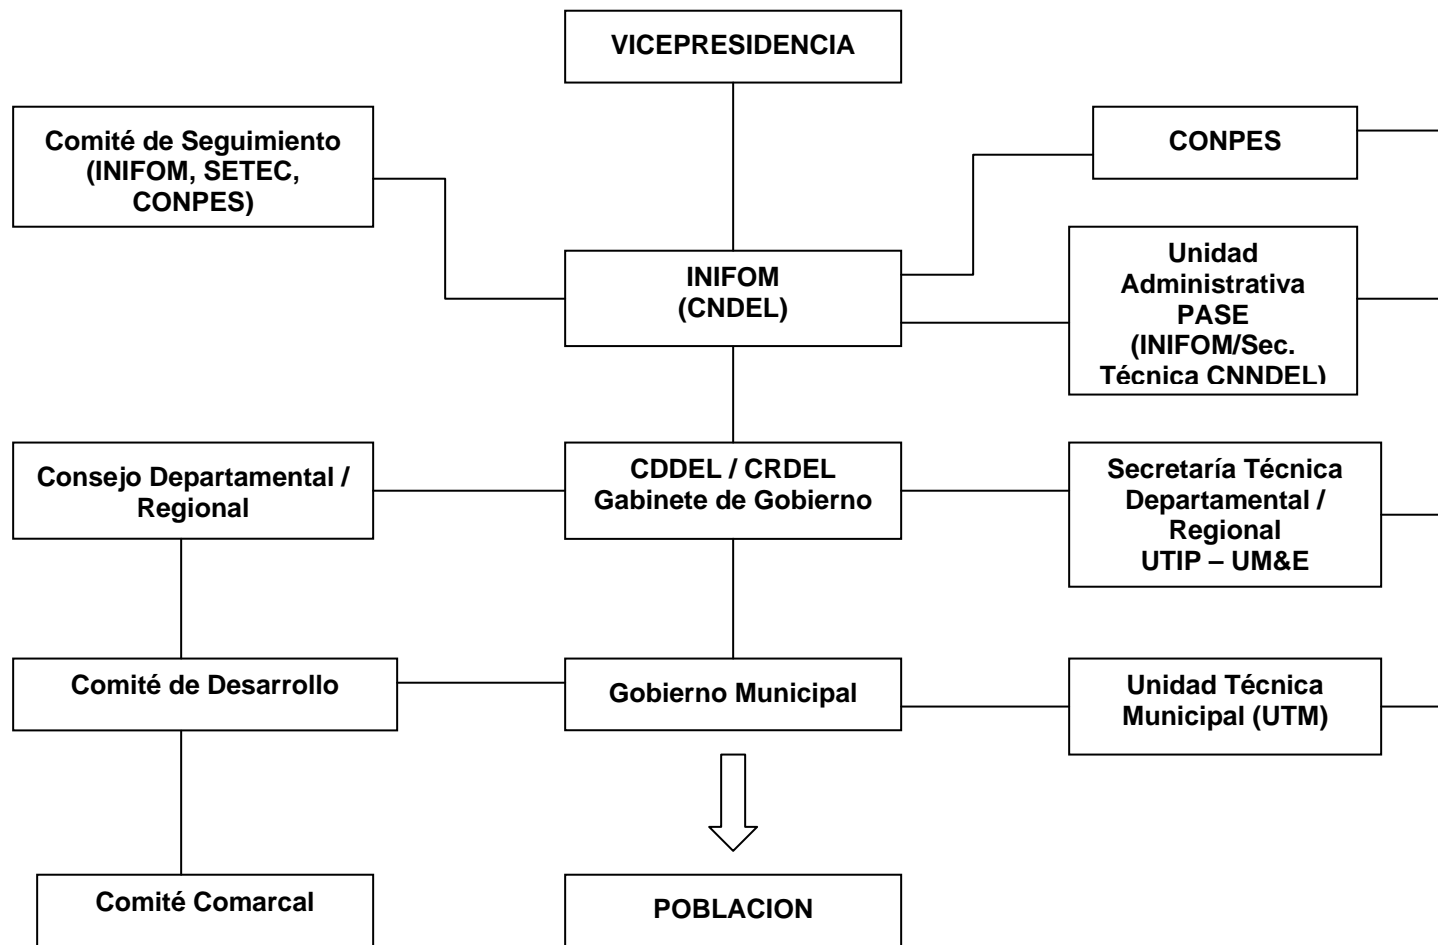 VICEPRESIDENCIA
Comité de Seguimiento
(INIFOM, SETEC,
CONPES)
CONPES
INIFOM
(CNDEL)
Unidad
Administrativa
PASE
(INIFOM/Sec.
Técnica CNNDEL)
Consejo Departamental /
Regional
CDDEL / CRDEL
Gabinete de Gobierno
Secretaría Técnica
Departamental /
Regional
UTIP – UM&E
Comité de Desarrollo
Gobierno Municipal
Unidad Técnica
Municipal (UTM)
Comité Comarcal
POBLACION